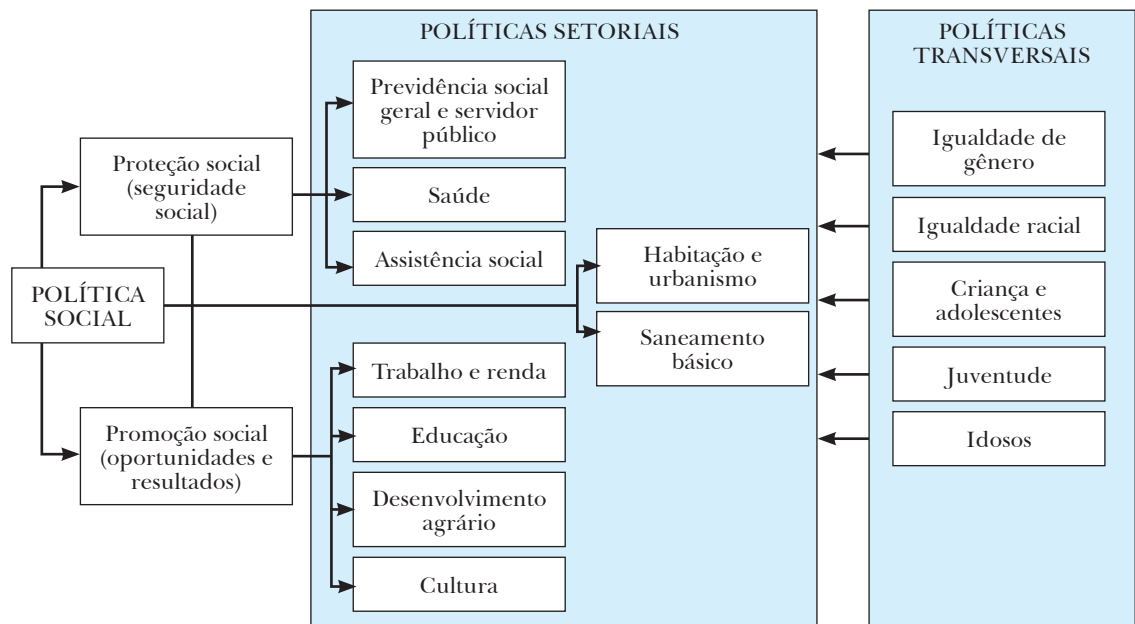 POLÍTICAS SETORIAIS
Previdência social
geral e servidor
público
Proteção social
(seguridade
social)
Saúde
Assistência social
Habitação e
urbanismo
POLÍTICA
SOCIAL
Saneamento
básico
Trabalho e renda
Promoção social
(oportunidades e
resultados)
Educação
Desenvolvimento
agrário
Cultura
POLÍTICAS
TRANSVERSAIS
Igualdade de
gênero
Igualdade racial
Criança e
adolescentes
Juventude
Idosos